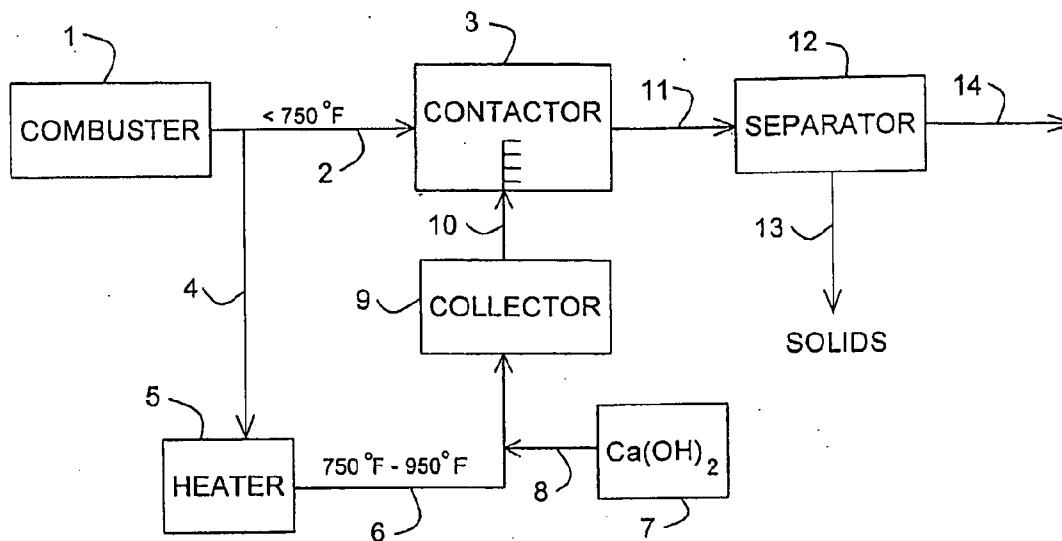 1
COMBUSTER
< 750°F
2
3
CONTACTOR
11
12
SEPARATOR
14
10
13
4
9
COLLECTOR
SOLIDS
5
HEATER
750°F - 950°F
6
8
Ca(OH)2
7